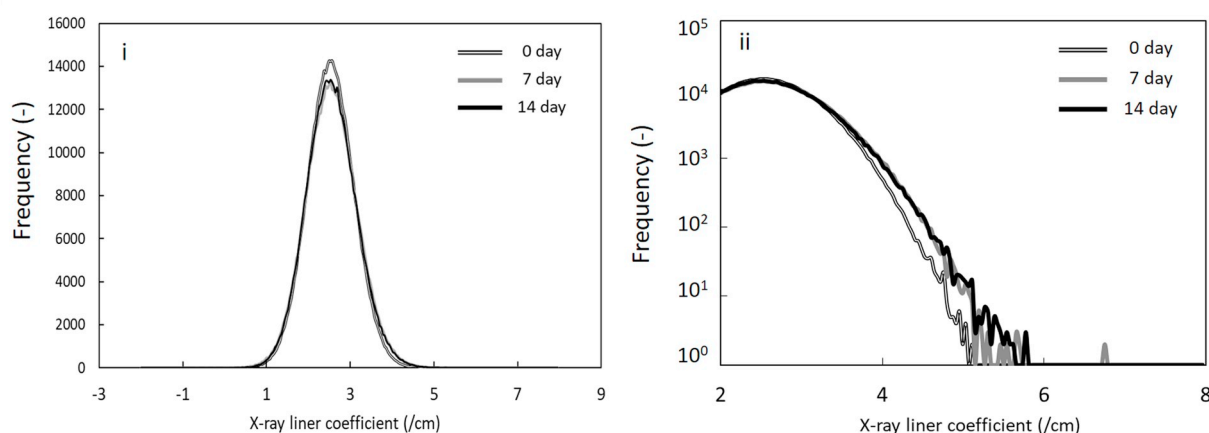 i
16000
14000
12000
10000
8000
6000
4000
2000
0
-3 -1 1 3 5 7 9
Frequency (-)
X-ray liner coefficient (/cm)
0 day
7 day
14 day
ii
10^5
10^4
10^3
10^2
10^1
10^0
2 4 6 8
Frequency (-)
X-ray liner coefficient (/cm)
0 day
7 day
14 day